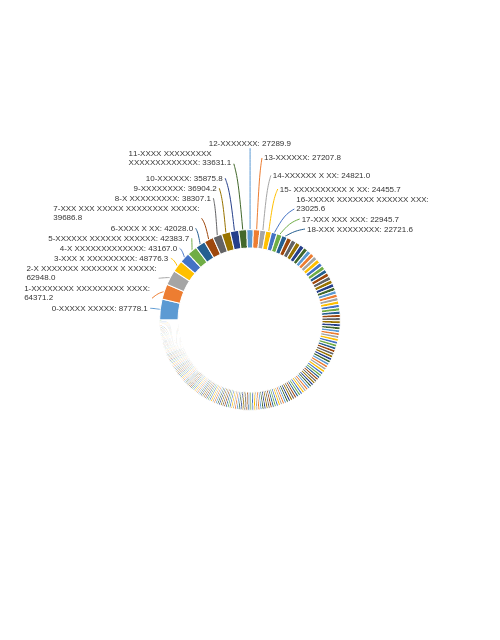 12-XXXXXXX: 27289.9
11-XXXX XXXXXXXXX
XXXXXXXXXXXXX: 33631.1
13-XXXXXX: 27207.8
10-XXXXXX: 35875.8
14-XXXXXX X XX: 24821.0
9-XXXXXXXX: 36904.2
15- XXXXXXXXXX X XX: 24455.7
8-X XXXXXXXXX: 38307.1
16-XXXXX XXXXXXX XXXXXX XXX:
23025.6
7-XXX XXX XXXXX XXXXXXXX XXXXX:
39686.8
17-XXX XXX XXX: 22945.7
6-XXXX X XX: 42028.0
18-XXX XXXXXXXX: 22721.6
5-XXXXXX XXXXXX XXXXXX: 42383.7
4-X XXXXXXXXXXXXX: 43167.0
3-XXX X XXXXXXXXX: 48776.3
2-X XXXXXXX XXXXXXX X XXXXX:
62948.0
1-XXXXXXXX XXXXXXXXX XXXX:
64371.2
0-XXXXX XXXXX: 87778.1